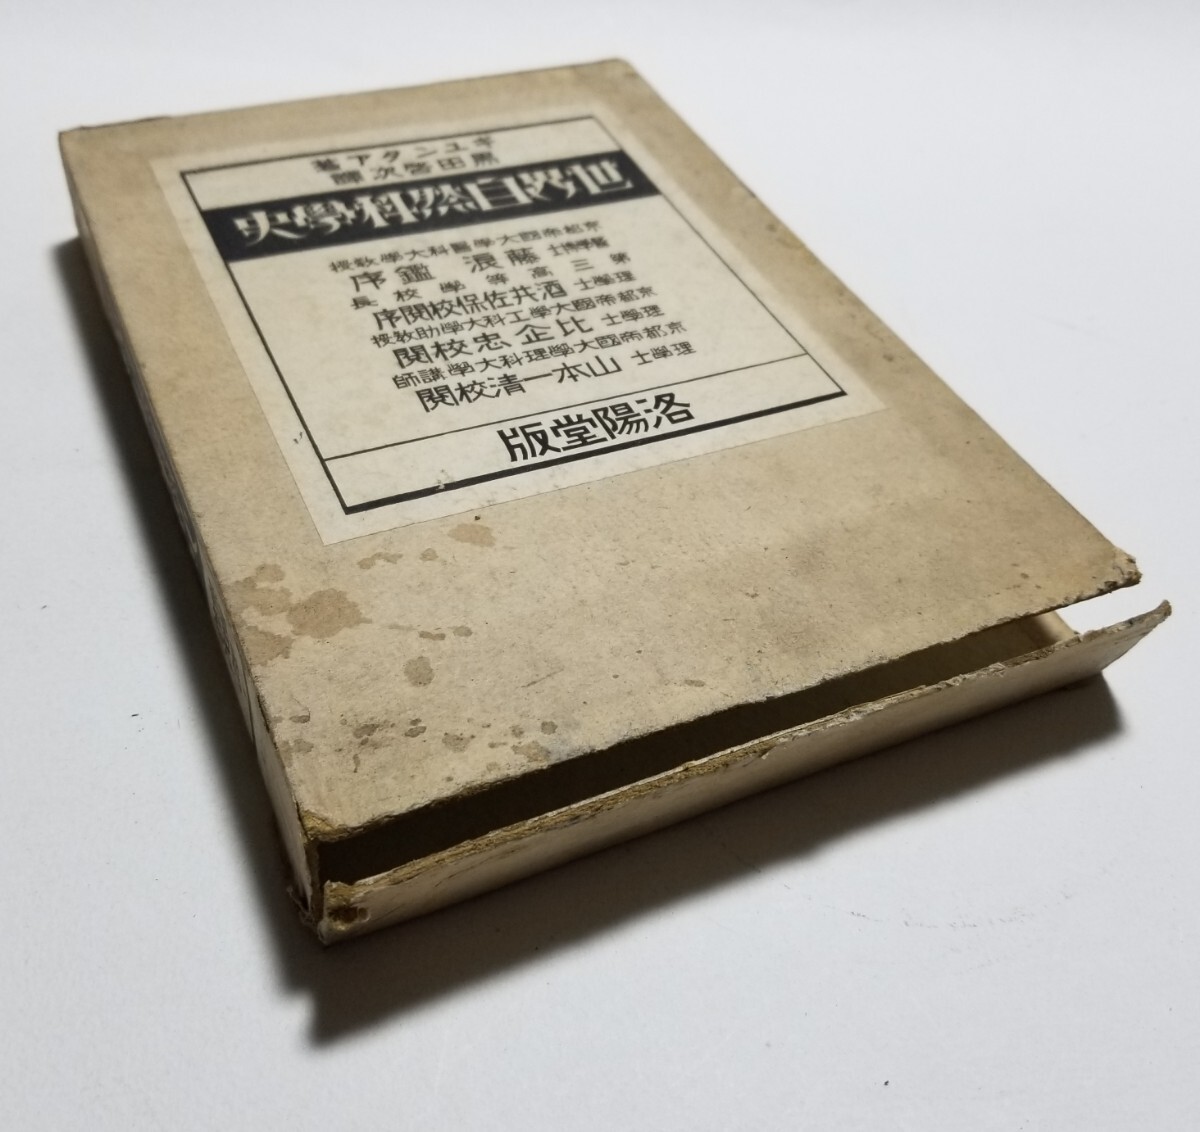 ギユンタア著
黒田啓次譯
世界自然科學史
京都帝國大學醫科大學教授
醫學博士 藤浪鑑序
第三高等學校長
理學士 酒井佐保校閲序
京都帝國大學工科大學助教授
理學士 比企忠校閲
京都帝國大學理科大學講師
理學士 山本一清校閲
洛陽堂版